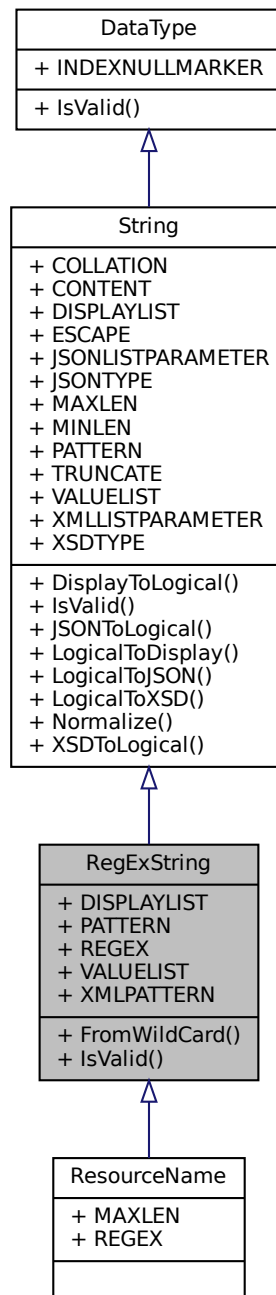 DataType
+ INDEXNULLMARKER
+ IsValid()
String
+ COLLATION
+ CONTENT
+ DISPLAYLIST
+ ESCAPE
+ JSONLISTPARAMETER
+ JSONTYPE
+ MAXLEN
+ MINLEN
+ PATTERN
+ TRUNCATE
+ VALUELIST
+ XMLLISTPARAMETER
+ XSDTYPE
+ DisplayToLogical()
+ IsValid()
+ JSONToLogical()
+ LogicalToDisplay()
+ LogicalToJSON()
+ LogicalToXSD()
+ Normalize()
+ XSDToLogical()
RegExString
+ DISPLAYLIST
+ PATTERN
+ REGEX
+ VALUELIST
+ XMLPATTERN
+ FromWildCard()
+ IsValid()
ResourceName
+ MAXLEN
+ REGEX